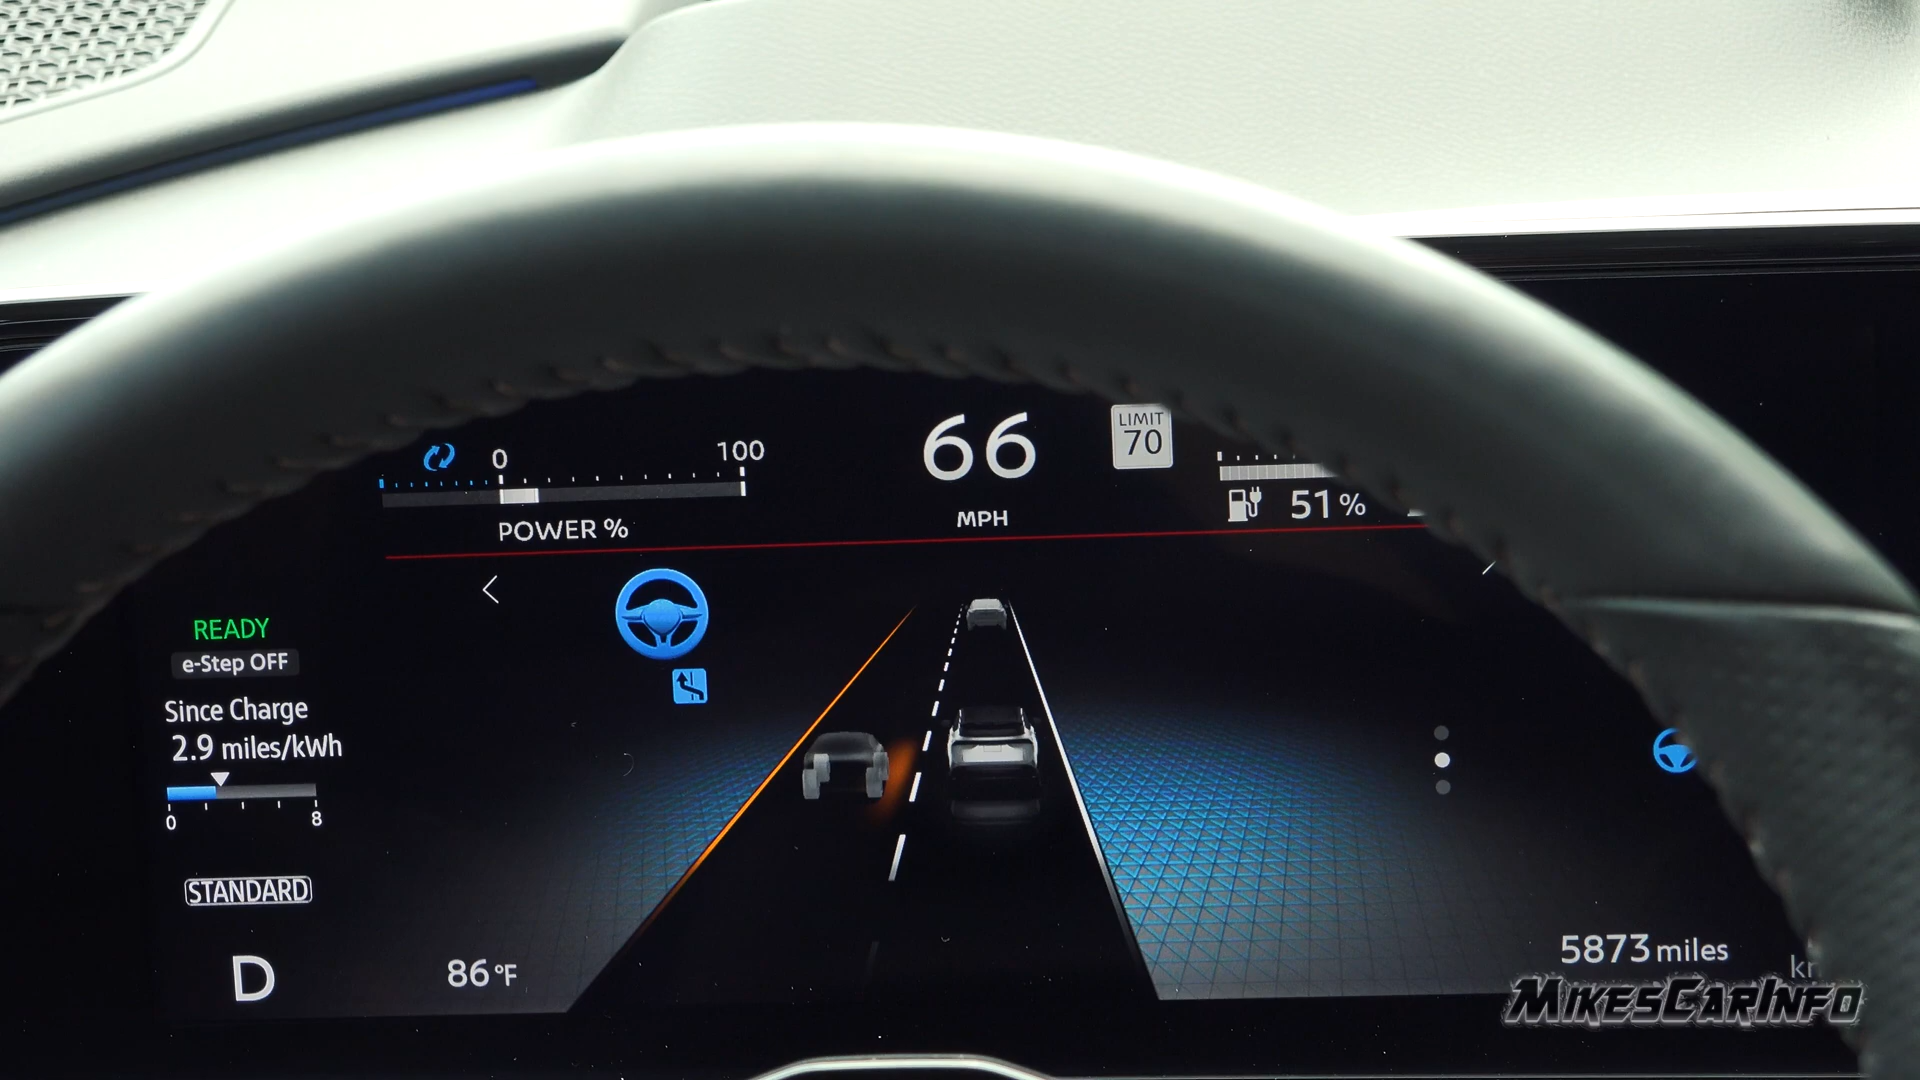 66
MPH
LIMIT
70
0 100
POWER %
51 %
READY
e-Step OFF
Since Charge
2.9 miles/kWh
0 8
STANDARD
D
86 °F
5873 miles
MIKESCARINFO